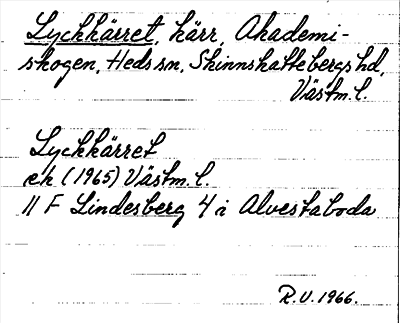 Lyckkärret, kärr, Akademi-
skogen, Heds sn, Skinnskattebergs hd,
Västm. l.
Lyckkärret
ek (1965) Västm. l.
11 F Lindesberg 4 i Alvestaboda
R.U. 1966.